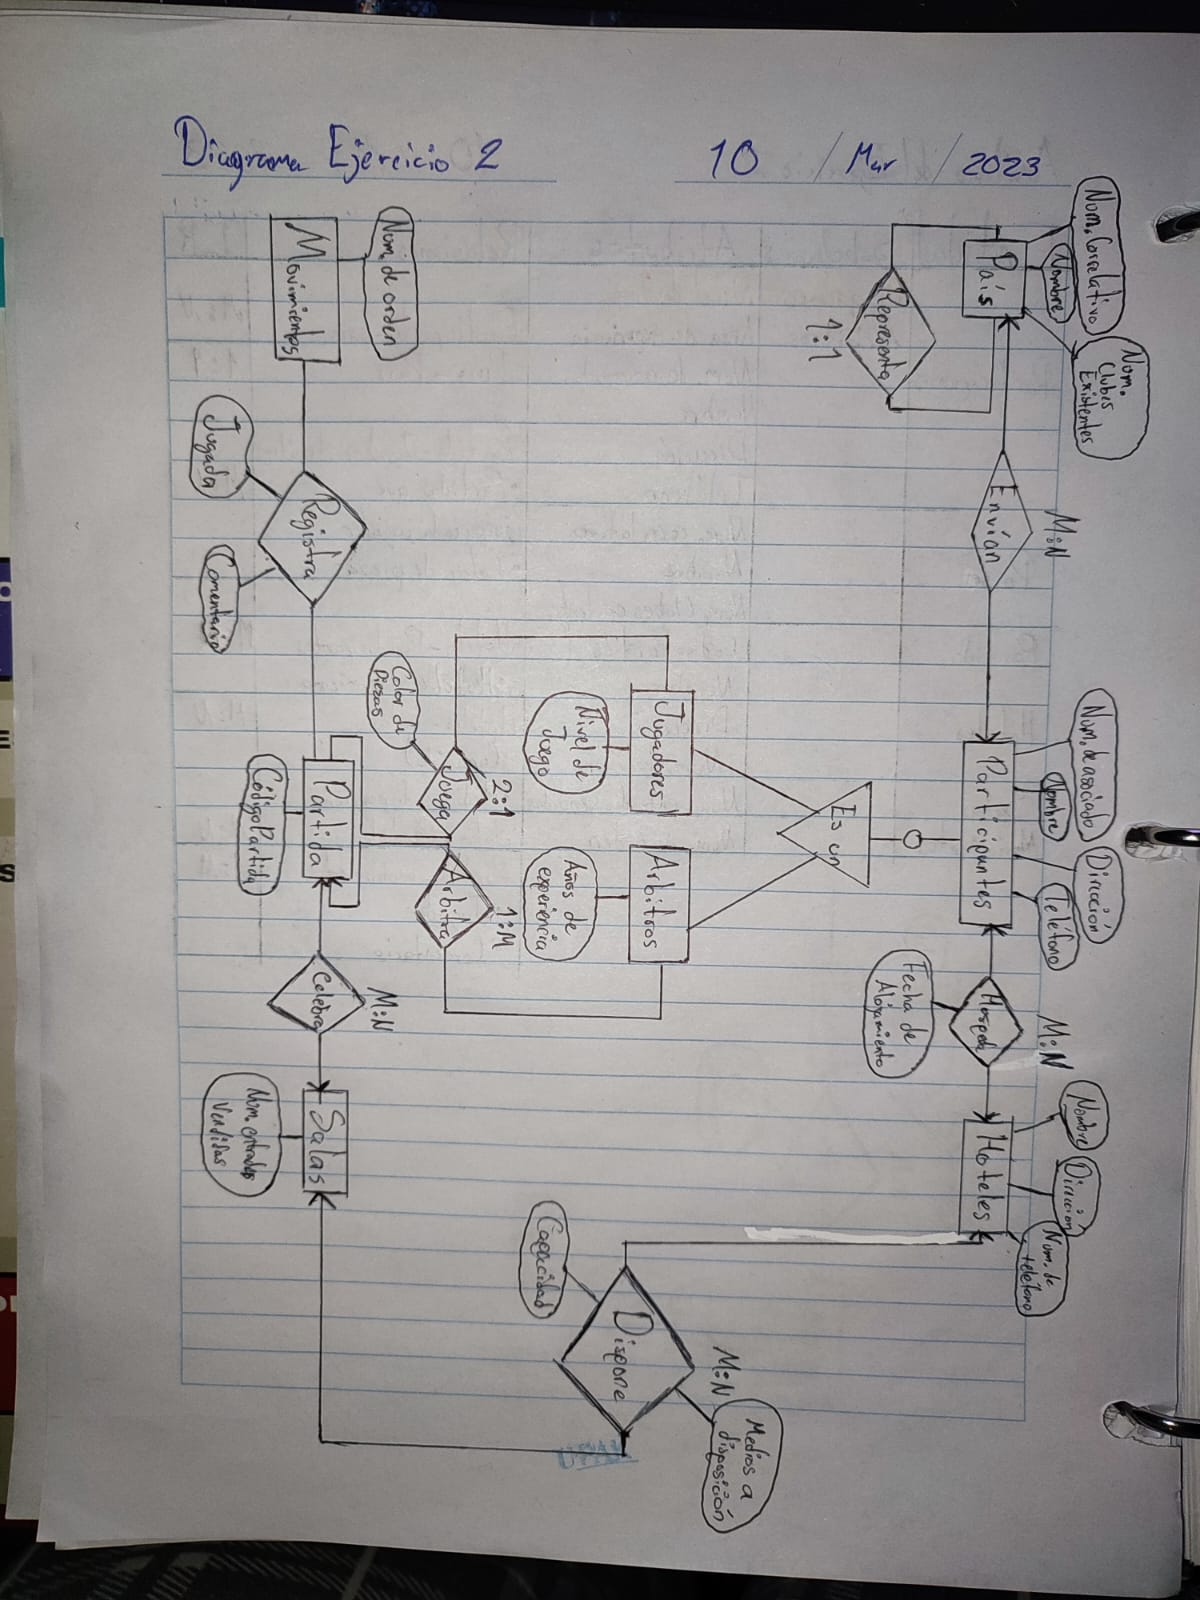 Diagrama Ejercicio 2
10 / Mar / 2023
Num. Correlativo
Nombre
Num.
Clubes
Existentes
País
Representa
1:1
Envían
M:N
Num. de asociado
Nombre
Dirección
Teléfono
Participantes
Hospeda
M:N
Fecha de
Alojamiento
Nombre
Dirección
Num. de
teléfono
Hoteles
Es un
Jugadores
Nivel de
Juego
Arbitros
Años de
experiencia
Dispone
M:N
Capacidad
Medios a
disposición
Juega
2:1
Color de
Piezas
Arbitra
1:M
Num. de orden
Movimientos
Registra
Jugada
Comentario
Partida
Código Partida
Celebra
M:N
Salas
Num. entradas
Vendidas